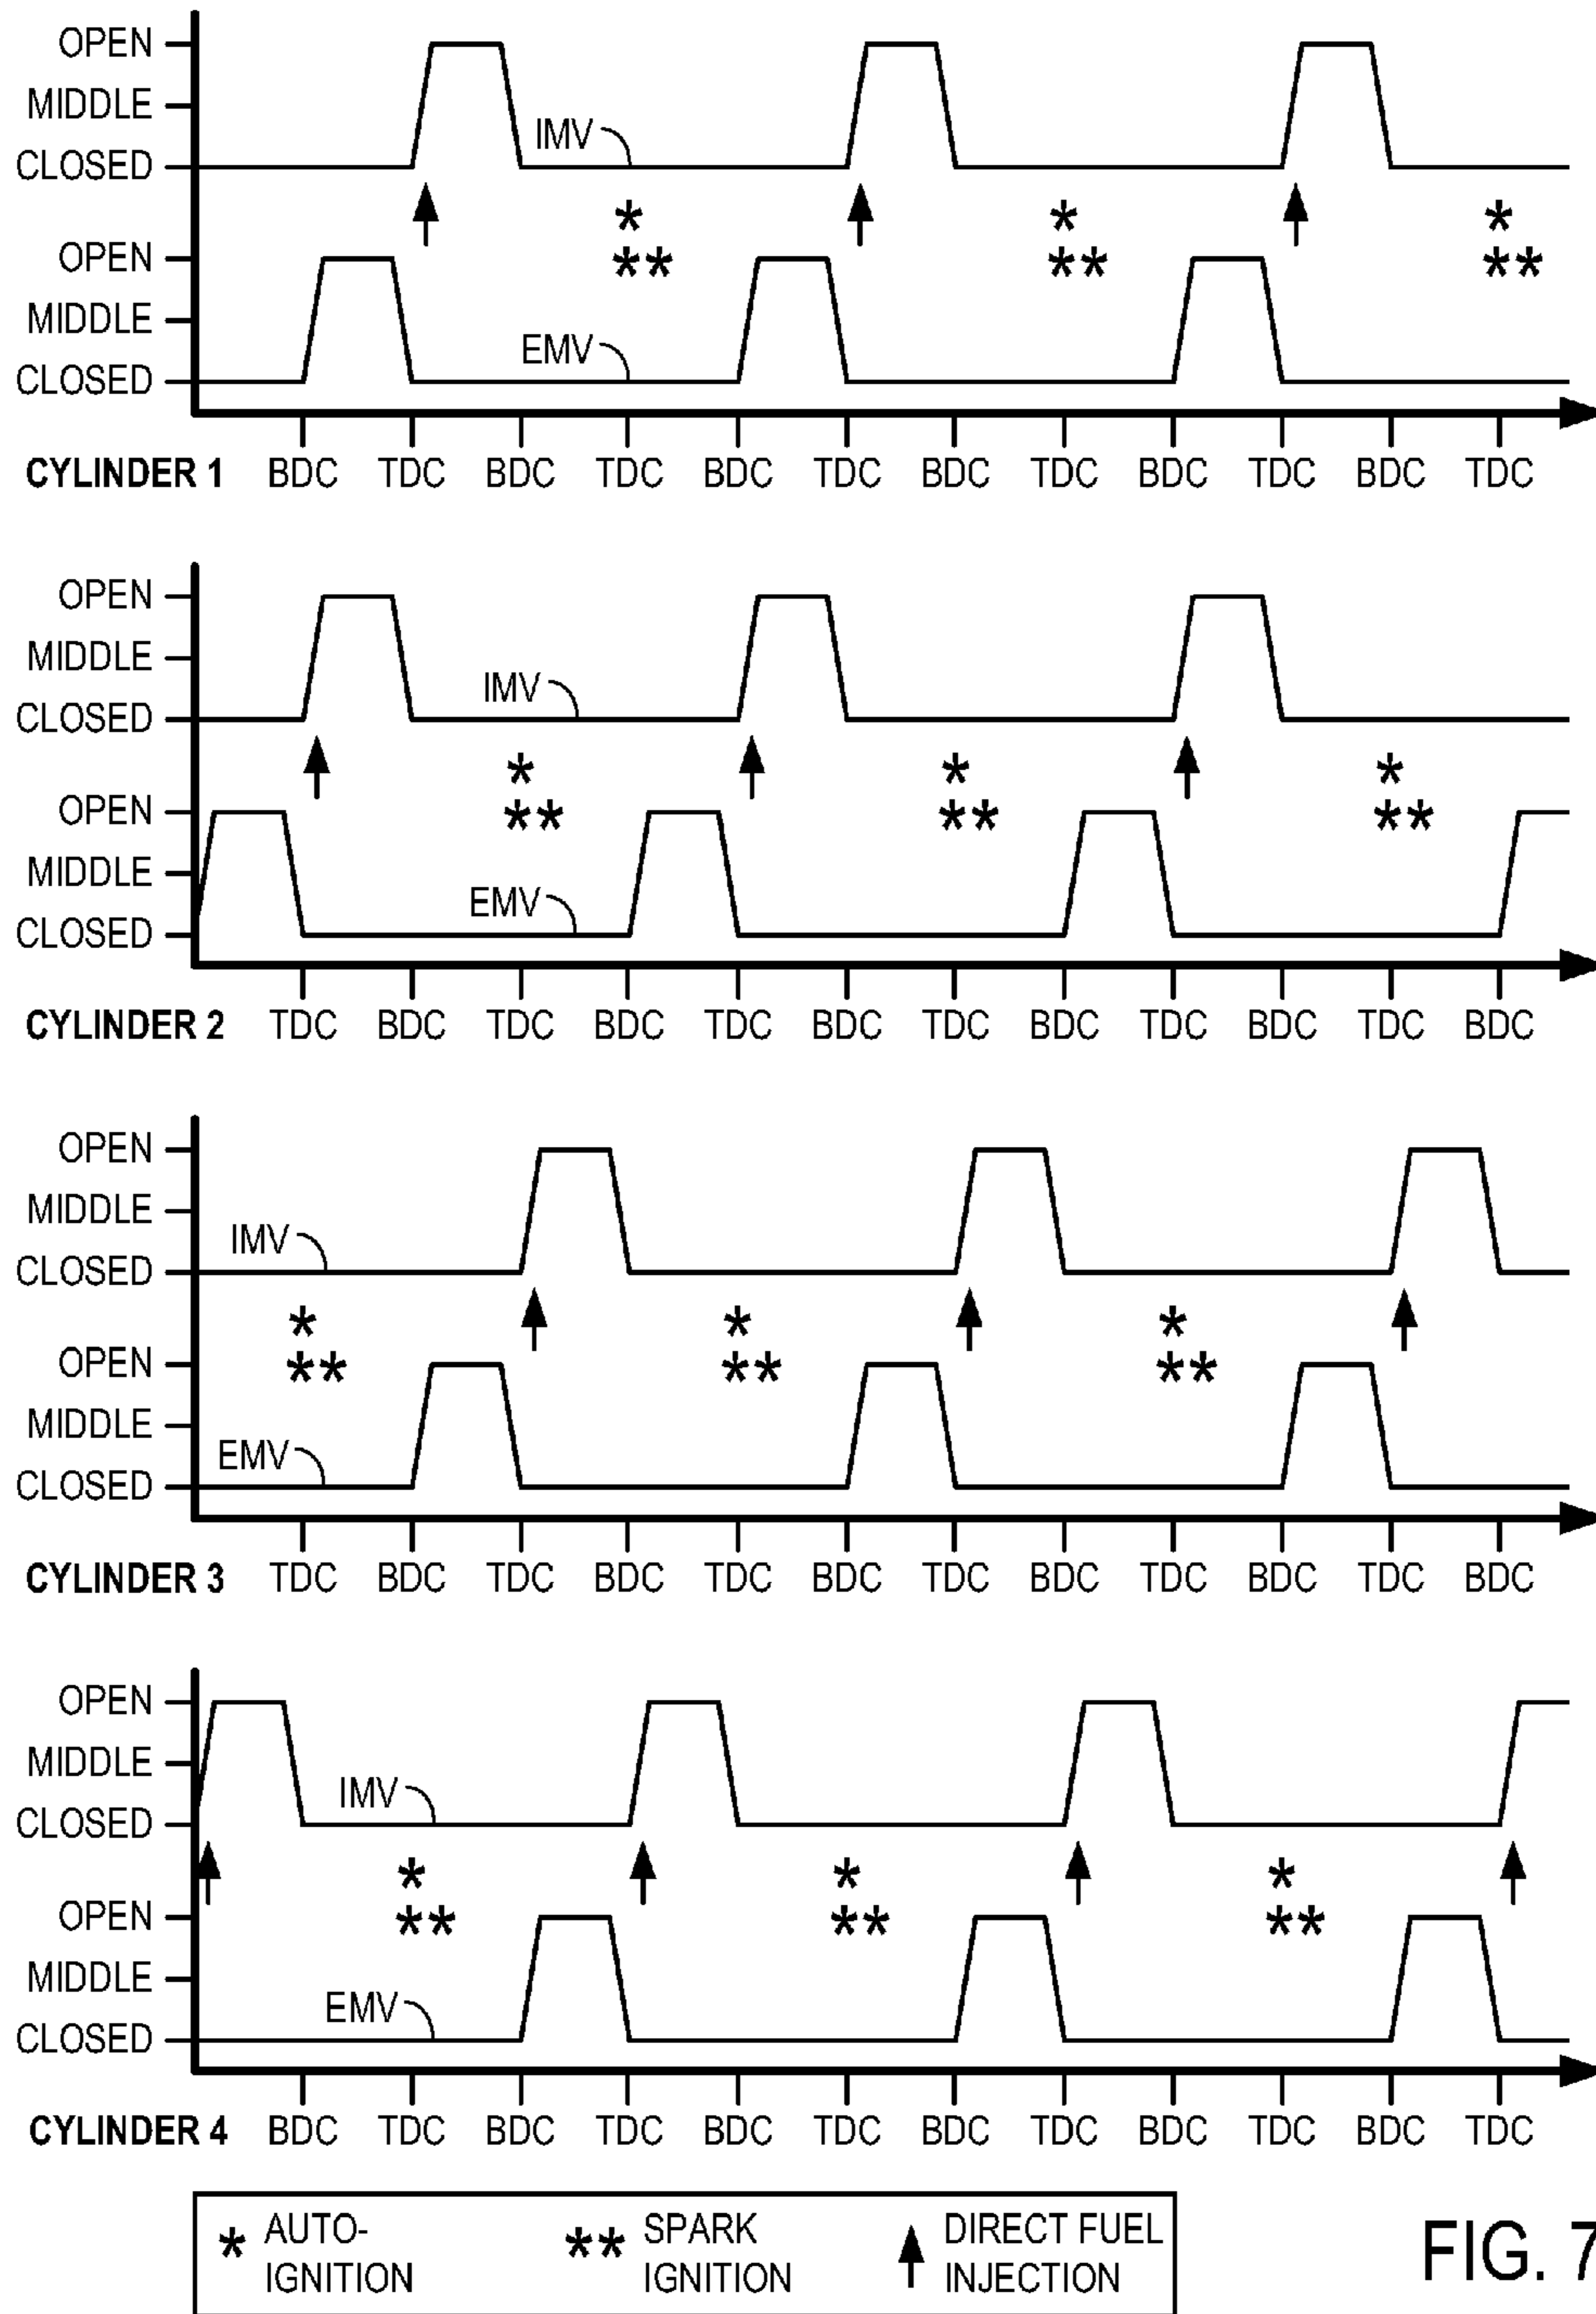 OPEN
MIDDLE
IMV
CLOSED
*
OPEN
**
**
**
MIDDLE
EMV
CLOSED
CYLINDER 1 BDC TDC BDC TDC BDC TDC BDC TDC BDC TDC BDC TDC
OPEN
MIDDLE
IMV
CLOSED
OPEN
**
**
**
MIDDLE
EMV
CLOSED
CYLINDER 2 TDC BDC TDC BDC TDC BDC TDC BDC TDC BDC TDC BDC
OPEN
MIDDLE
IMV
CLOSED
OPEN
**
**
**
MIDDLE
EMV
CLOSED
CYLINDER 3 TDC BDC TDC BDC TDC BDC TDC BDC TDC BDC TDC BDC
OPEN
MIDDLE
IMV
CLOSED
OPEN
**
**
**
MIDDLE
EMV
CLOSED
CYLINDER 4 BDC TDC BDC TDC BDC TDC BDC TDC BDC TDC BDC TDC
* AUTO-
IGNITION
** SPARK
IGNITION
DIRECT FUEL
INJECTION
FIG. 7